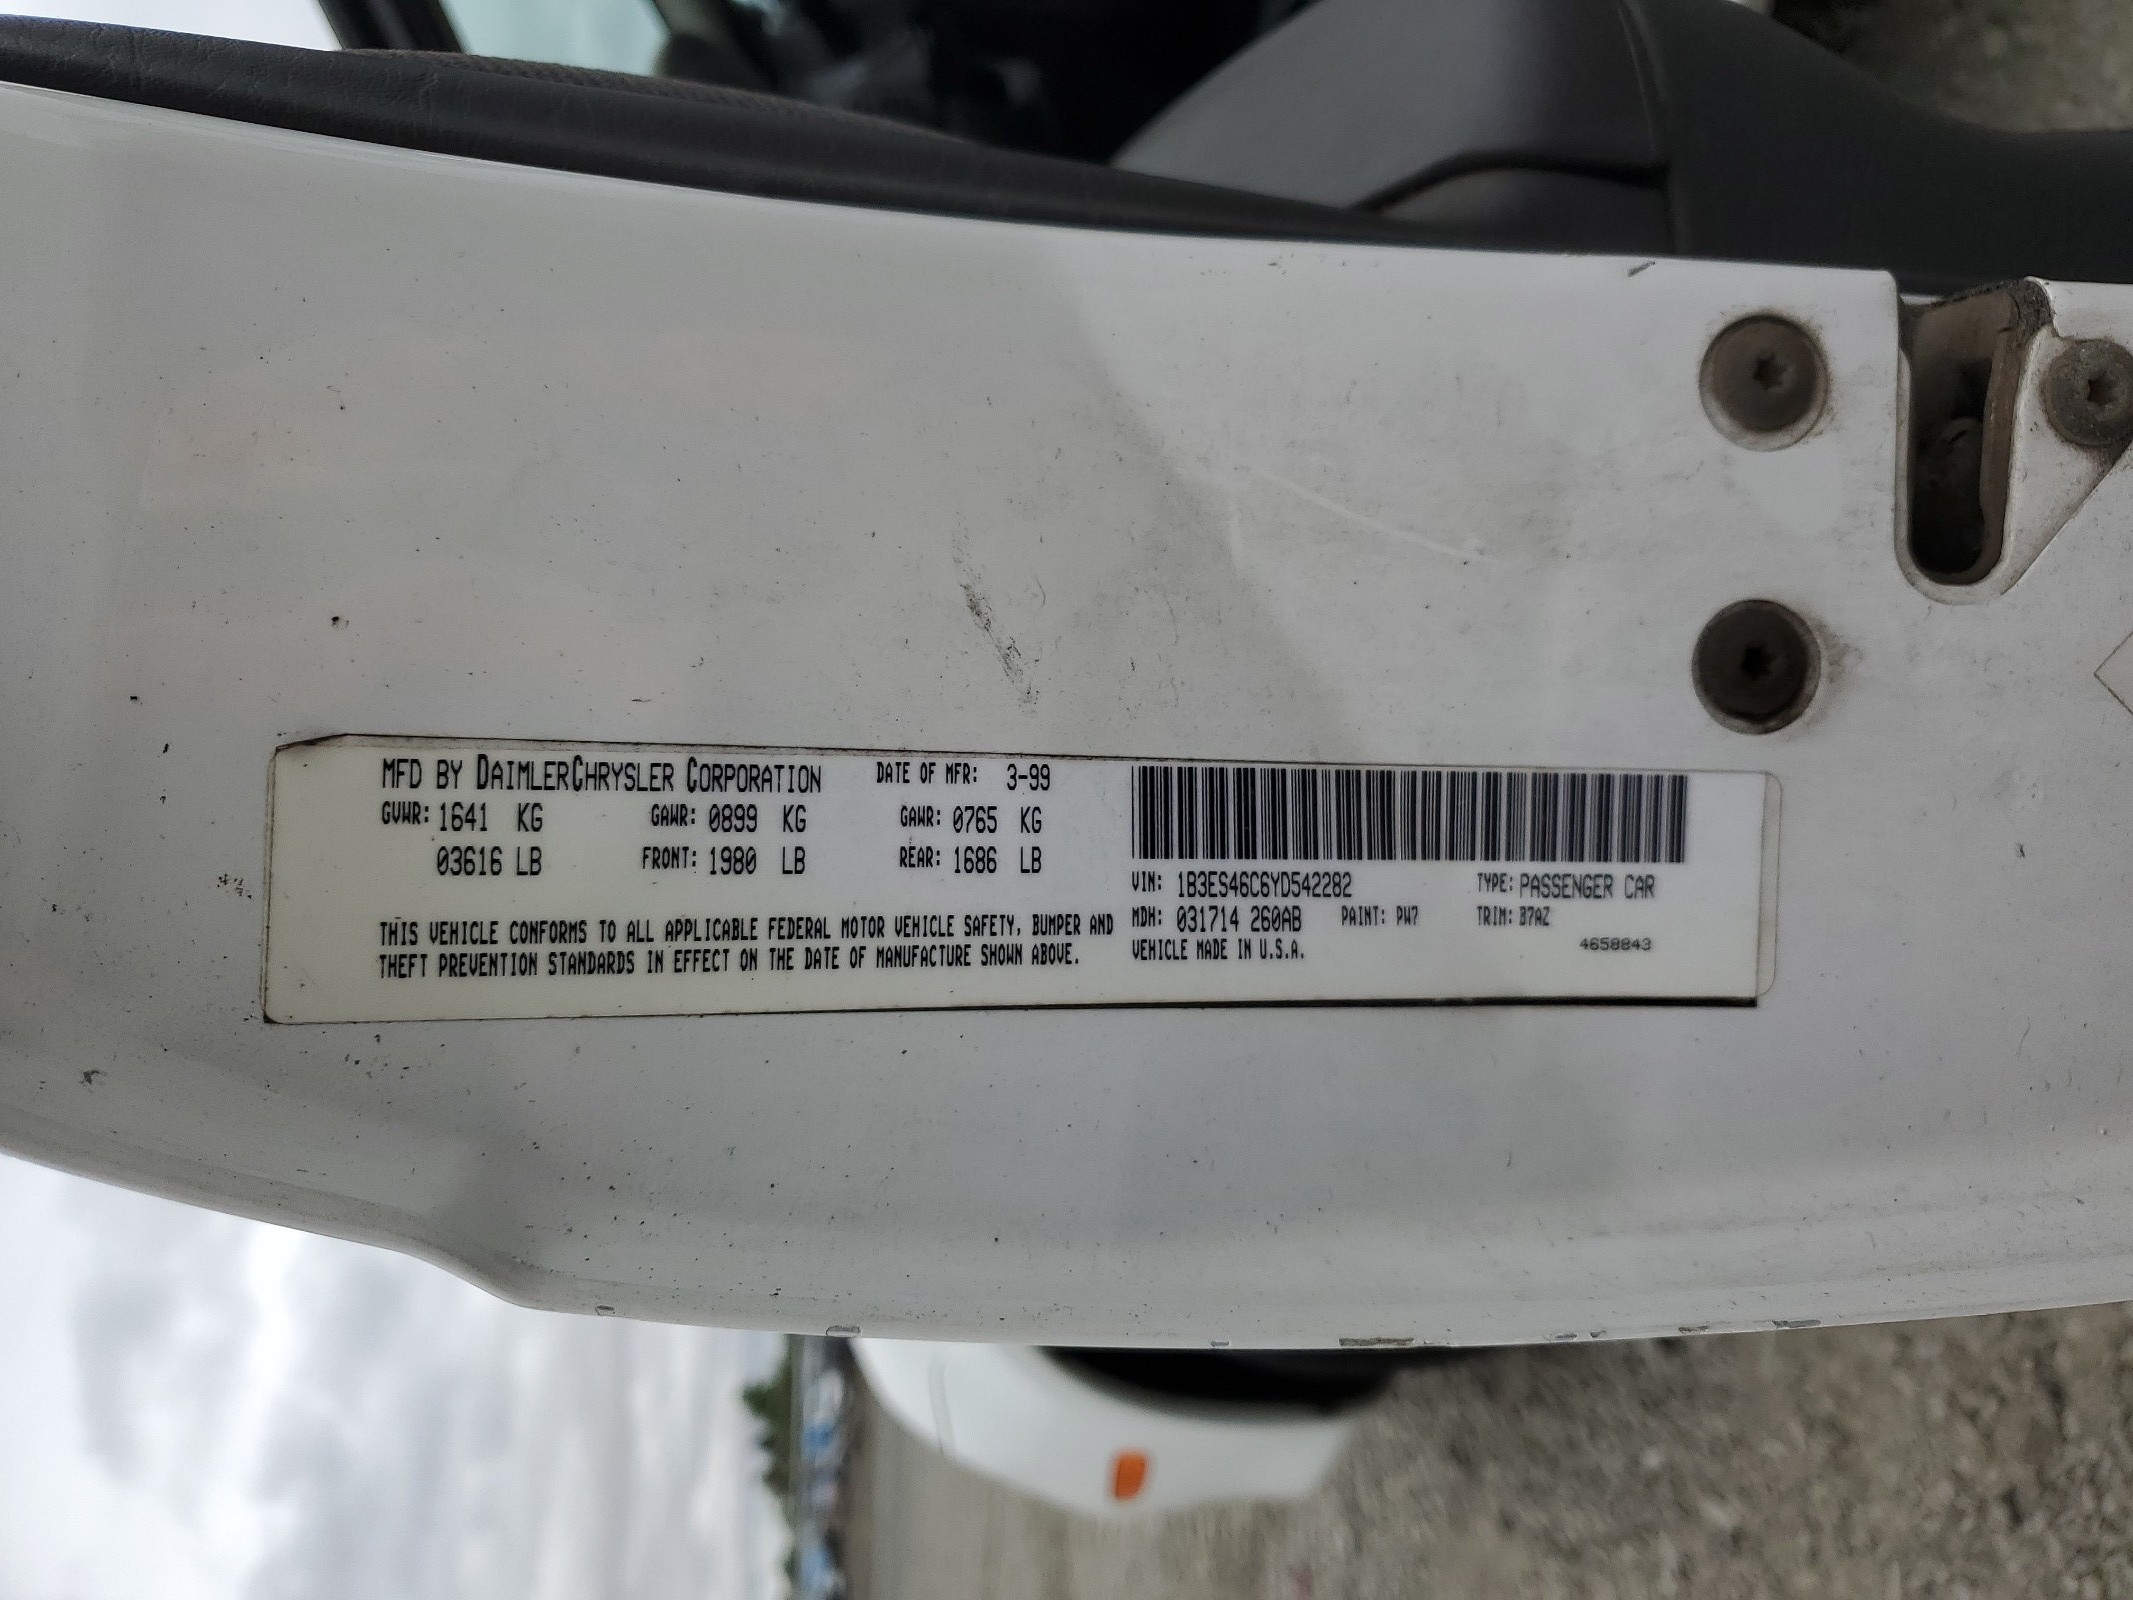 MFD BY DAIMLERCHRYSLER CORPORATION DATE OF MFR: 3-99
GVWR: 1641 KG GAWR: 0899 KG GAWR: 0765 KG
03616 LB FRONT: 1980 LB REAR: 1686 LB
THIS VEHICLE CONFORMS TO ALL APPLICABLE FEDERAL MOTOR VEHICLE SAFETY, BUMPER AND
THEFT PREVENTION STANDARDS IN EFFECT ON THE DATE OF MANUFACTURE SHOWN ABOVE.
VIN: 1B3ES46C6YD542282 TYPE: PASSENGER CAR
MDH: 031714 260AB PAINT: PW7 TRIM: B7AZ
VEHICLE MADE IN U.S.A. 4658843